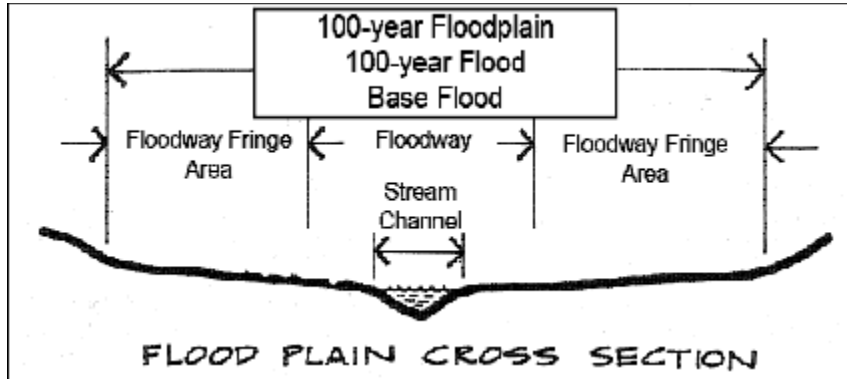 100-year Floodplain
100-year Flood
Base Flood
Floodway Fringe
Area
Floodway
Floodway Fringe
Area
Stream
Channel
FLOOD PLAIN CROSS SECTION